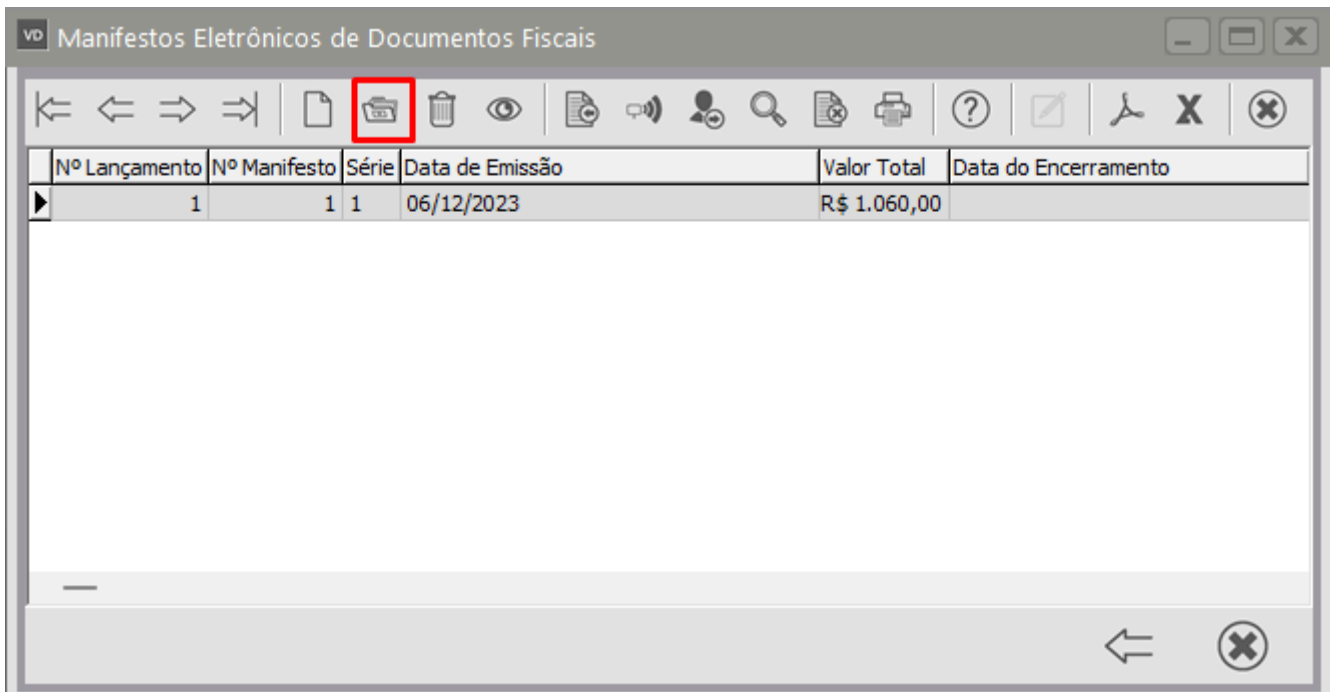 VD Manifestos Eletrônicos de Documentos Fiscais
Nº Lançamento Nº Manifesto Série Data de Emissão Valor Total Data do Encerramento
1 1 1 06/12/2023 R$ 1.060,00